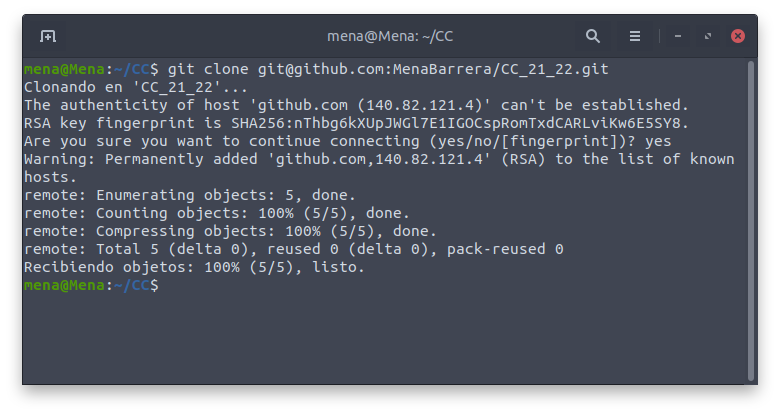 mena@Mena: ~/CC
mena@Mena:~/CC$ git clone git@github.com:MenaBarrera/CC_21_22.git
Clonando en 'CC_21_22'...
The authenticity of host 'github.com (140.82.121.4)' can't be established.
RSA key fingerprint is SHA256:nThbg6kXUpJWGl7E1IGOCspRomTxdCARLviKw6E5SY8.
Are you sure you want to continue connecting (yes/no/[fingerprint])? yes
Warning: Permanently added 'github.com,140.82.121.4' (RSA) to the list of known
hosts.
remote: Enumerating objects: 5, done.
remote: Counting objects: 100% (5/5), done.
remote: Compressing objects: 100% (5/5), done.
remote: Total 5 (delta 0), reused 0 (delta 0), pack-reused 0
Recibiendo objetos: 100% (5/5), listo.
mena@Mena:~/CC$